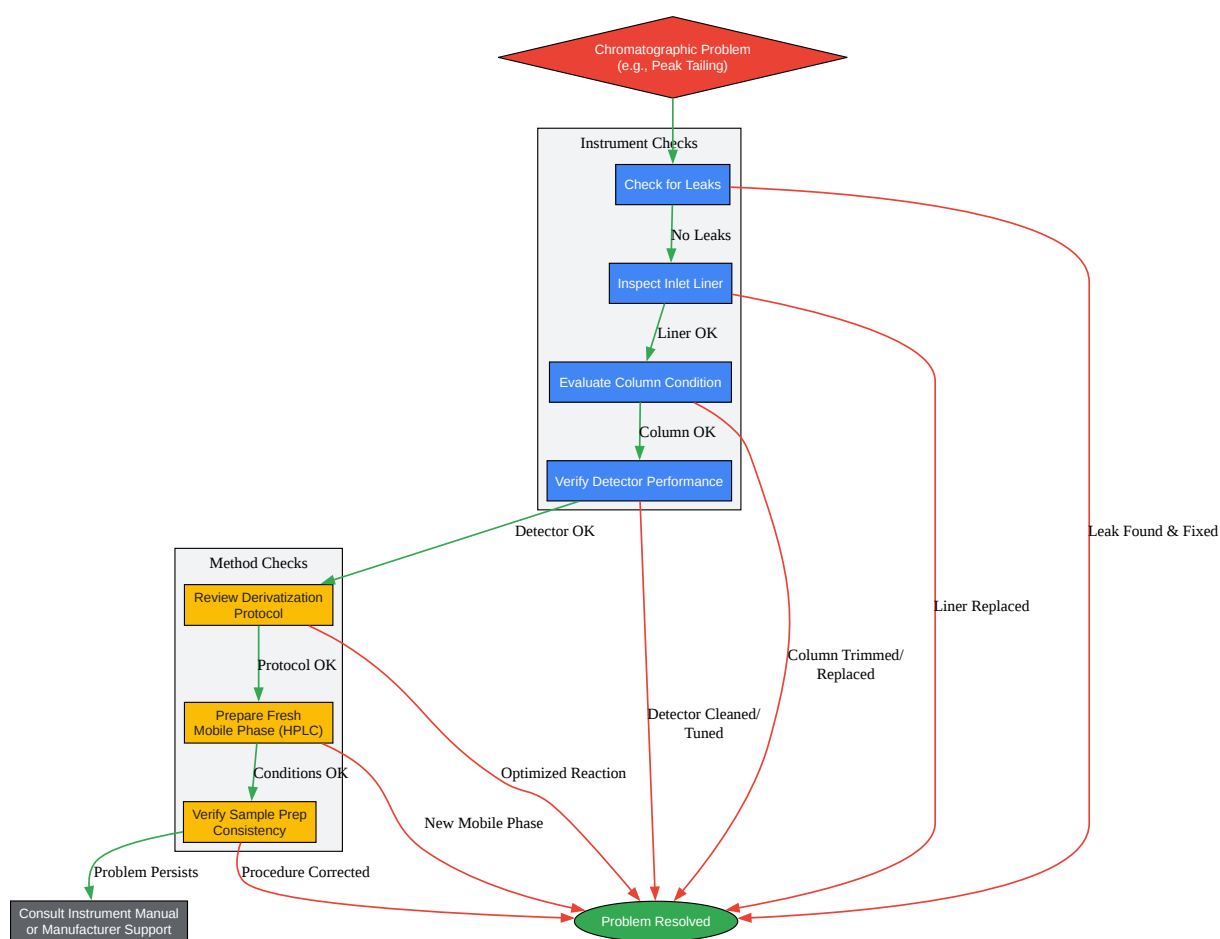 Chromatographic Problem
(e.g., Peak Tailing)
Instrument Checks
Check for Leaks
No Leaks
Inspect Inlet Liner
Liner OK
Evaluate Column Condition
Column OK
Verify Detector Performance
Detector OK
Leak Found & Fixed
Method Checks
Review Derivatization
Protocol
Liner Replaced
Protocol OK
Column Trimmed/
Replaced
Prepare Fresh
Mobile Phase (HPLC)
Detector Cleaned/
Tuned
Conditions OK
Optimized Reaction
Verify Sample Prep
Consistency
New Mobile Phase
Problem Persists
Procedure Corrected
Consult Instrument Manual
or Manufacturer Support
Problem Resolved